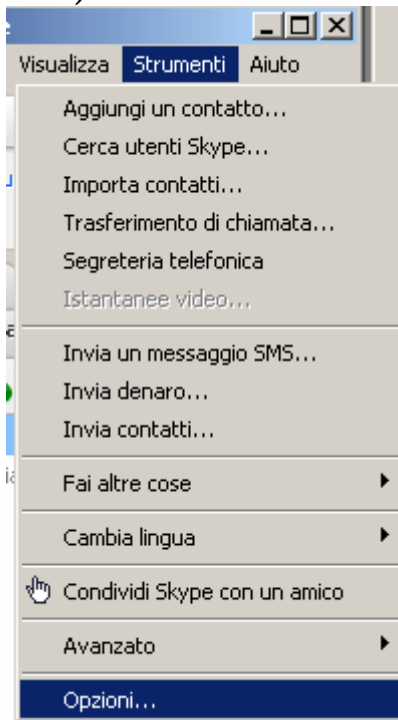 Visualizza Strumenti Aiuto
Aggiungi un contatto...
Cerca utenti Skype...
Importa contatti...
Trasferimento di chiamata...
Segreteria telefonica
Istantanee video...
Invia un messaggio SMS...
Invia denaro...
Invia contatti...
Fai altre cose
Cambia lingua
Condividi Skype con un amico
Avanzato
Opzioni...